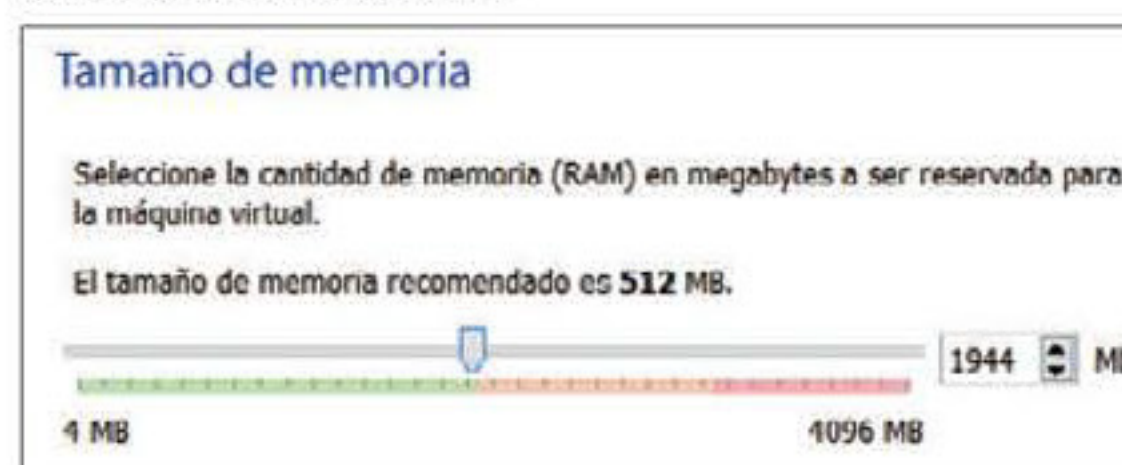 Tamaño de memoria
Seleccione la cantidad de memoria (RAM) en megabytes a ser reservada para
la máquina virtual.
El tamaño de memoria recomendado es 512 MB.
1944
4 MB
4096 MB